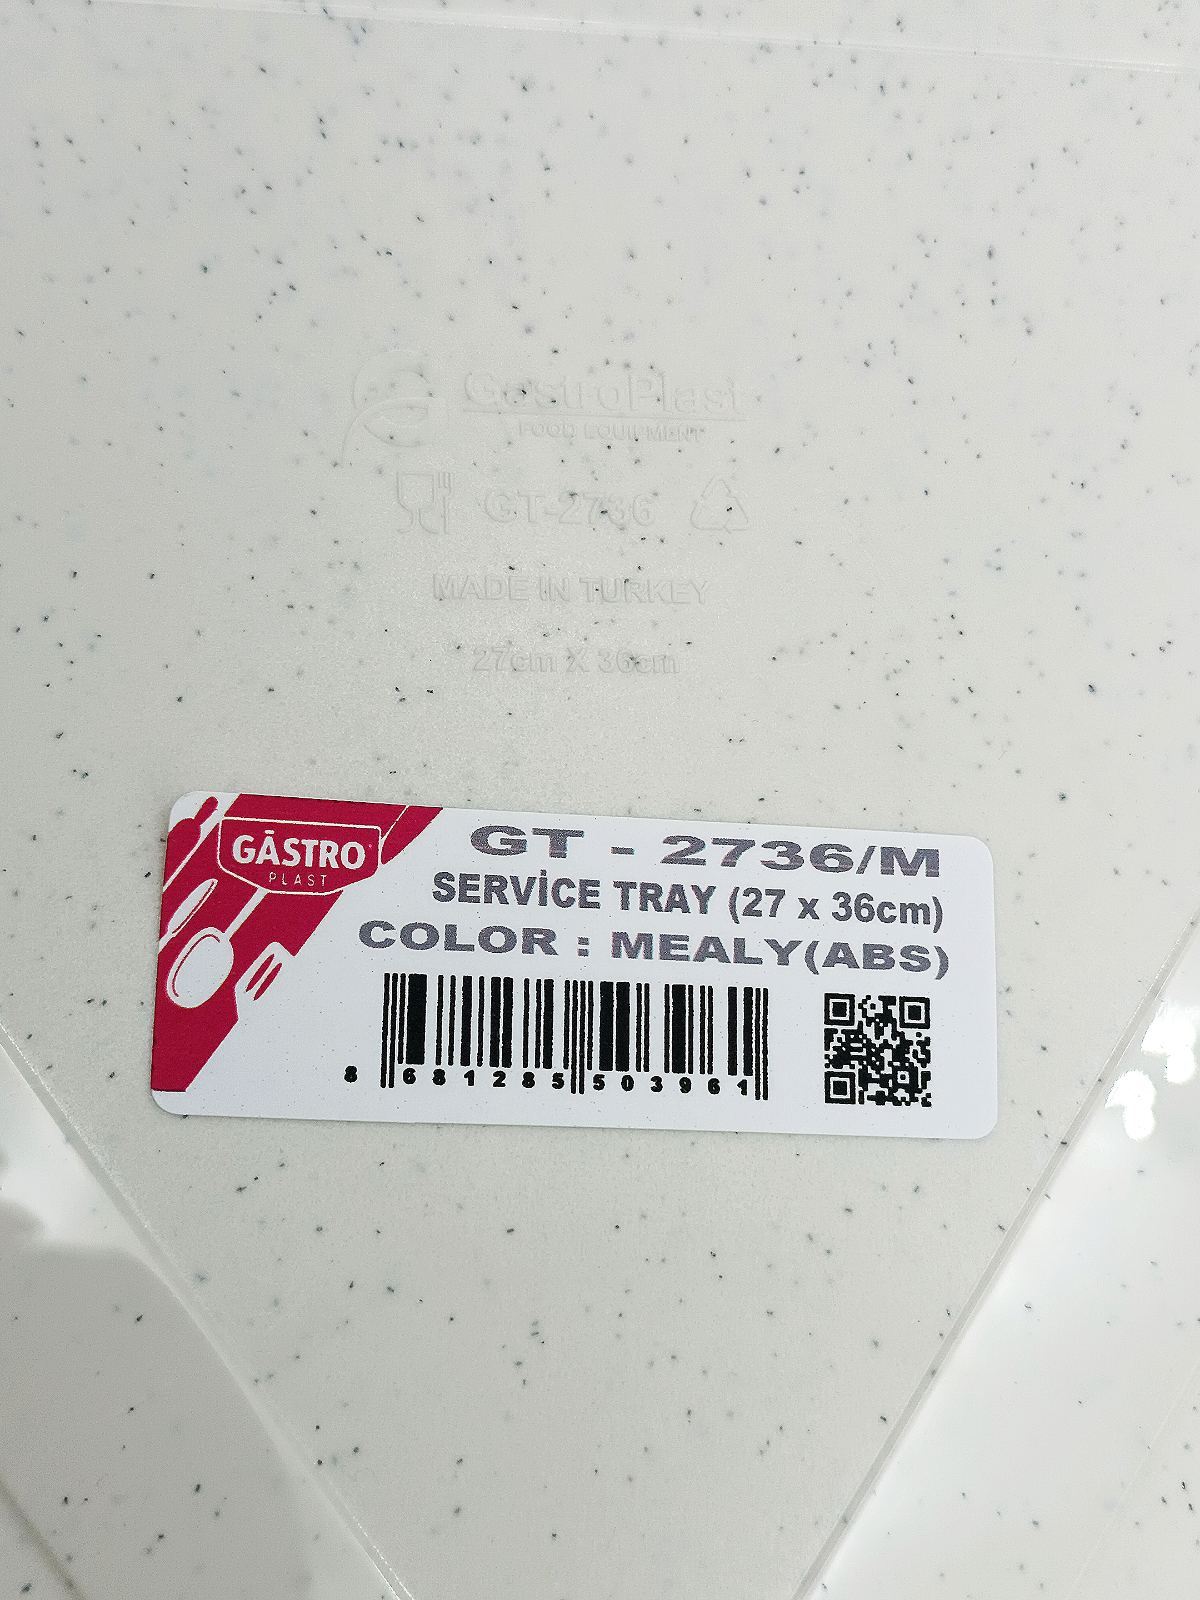 GastroPlast
FOOD EQUIPMENT
GT-2736
MADE IN TURKEY
27cm X 36cm
GĀSTRO
PLAST
GT - 2736/M
SERVİCE TRAY (27 x 36cm)
COLOR : MEALY(ABS)
8 681285 503961